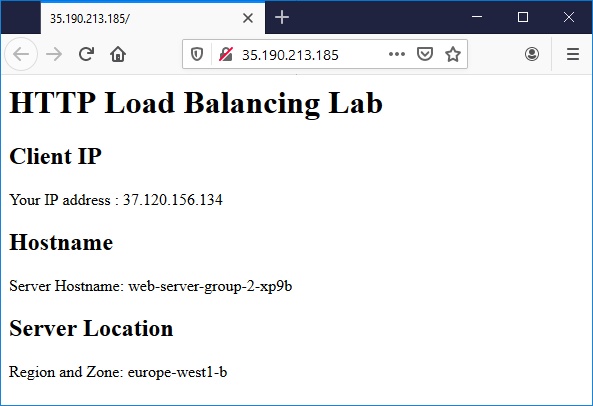 35.190.213.185/
35.190.213.185
HTTP Load Balancing Lab
Client IP
Your IP address : 37.120.156.134
Hostname
Server Hostname: web-server-group-2-xp9b
Server Location
Region and Zone: europe-west1-b